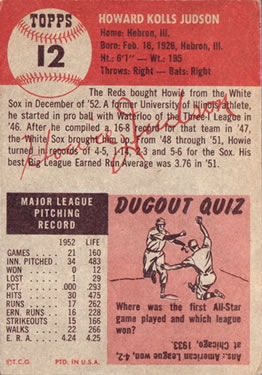 TOPPS
12
HOWARD KOLLS JUDSON
Home: Hebron, Ill.
Born: Feb. 16, 1926, Hebron, Ill.
Ht.: 6'1" — Wt.: 195
Throws: Right — Bats: Right
The Reds bought Howie from the White
Sox in December of '52. A former University of Illinois athlete,
he started in pro ball with Waterloo of the Three-I League in
'46. After he compiled a 16-8 record for that team in '47,
the White Sox brought him up. From '48 through '51, Howie
turned in records of 4-5, 1-14, 2-3 and 5-6 for the Sox. His
best Big League Earned Run Average was 3.76 in '51.
Howie Judson
MAJOR LEAGUE
PITCHING
RECORD
1952 LIFE
GAMES 21 160
INN PITCHED 34 483
WON 0 12
LOST 1 29
PCT. .000 .293
HITS 30 475
RUNS 17 262
ERN. RUNS 16 228
STRIKEOUTS 15 166
WALKS 22 266
E. R. A. 4.24 4.25
©T.C.G. PTD. IN U.S.A.
DUGOUT QUIZ
Where was the first All-Star
game played and which league
won?
Ans: American League won, 4-2,
at Chicago, 1933.